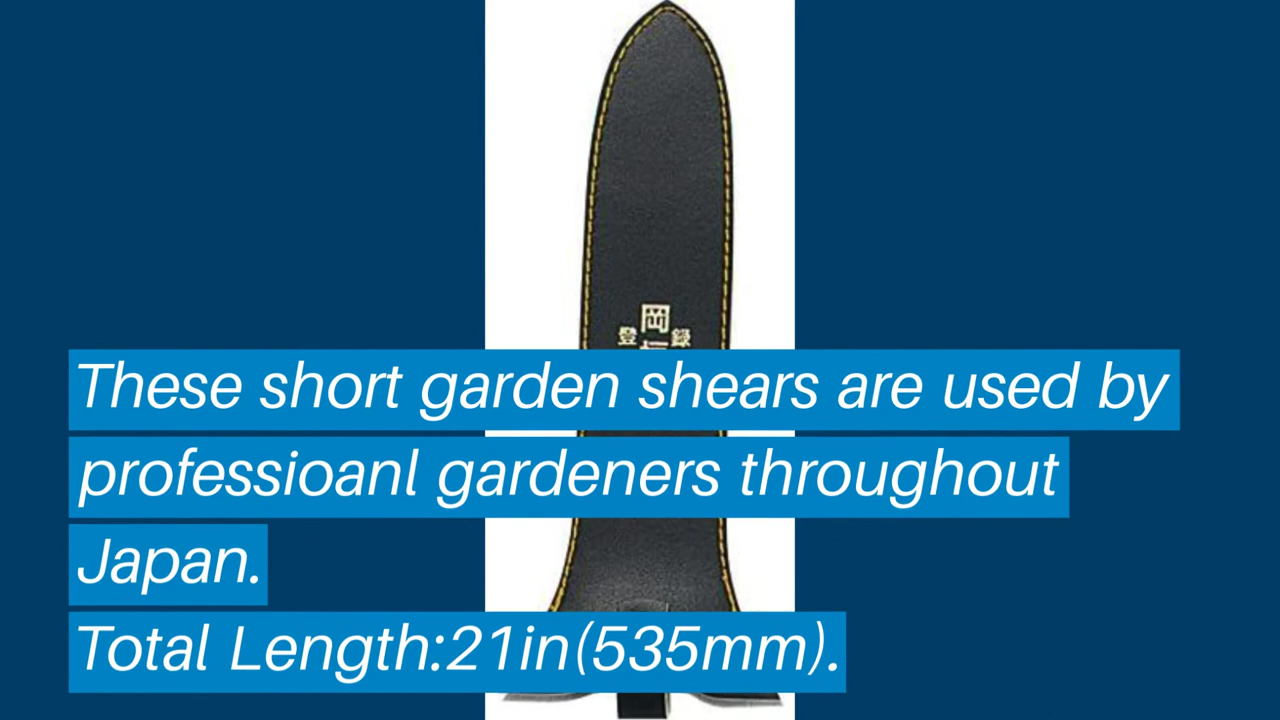 岡
登 録
These short garden shears are used by
professioanl gardeners throughout
Japan.
Total Length:21in(535mm).